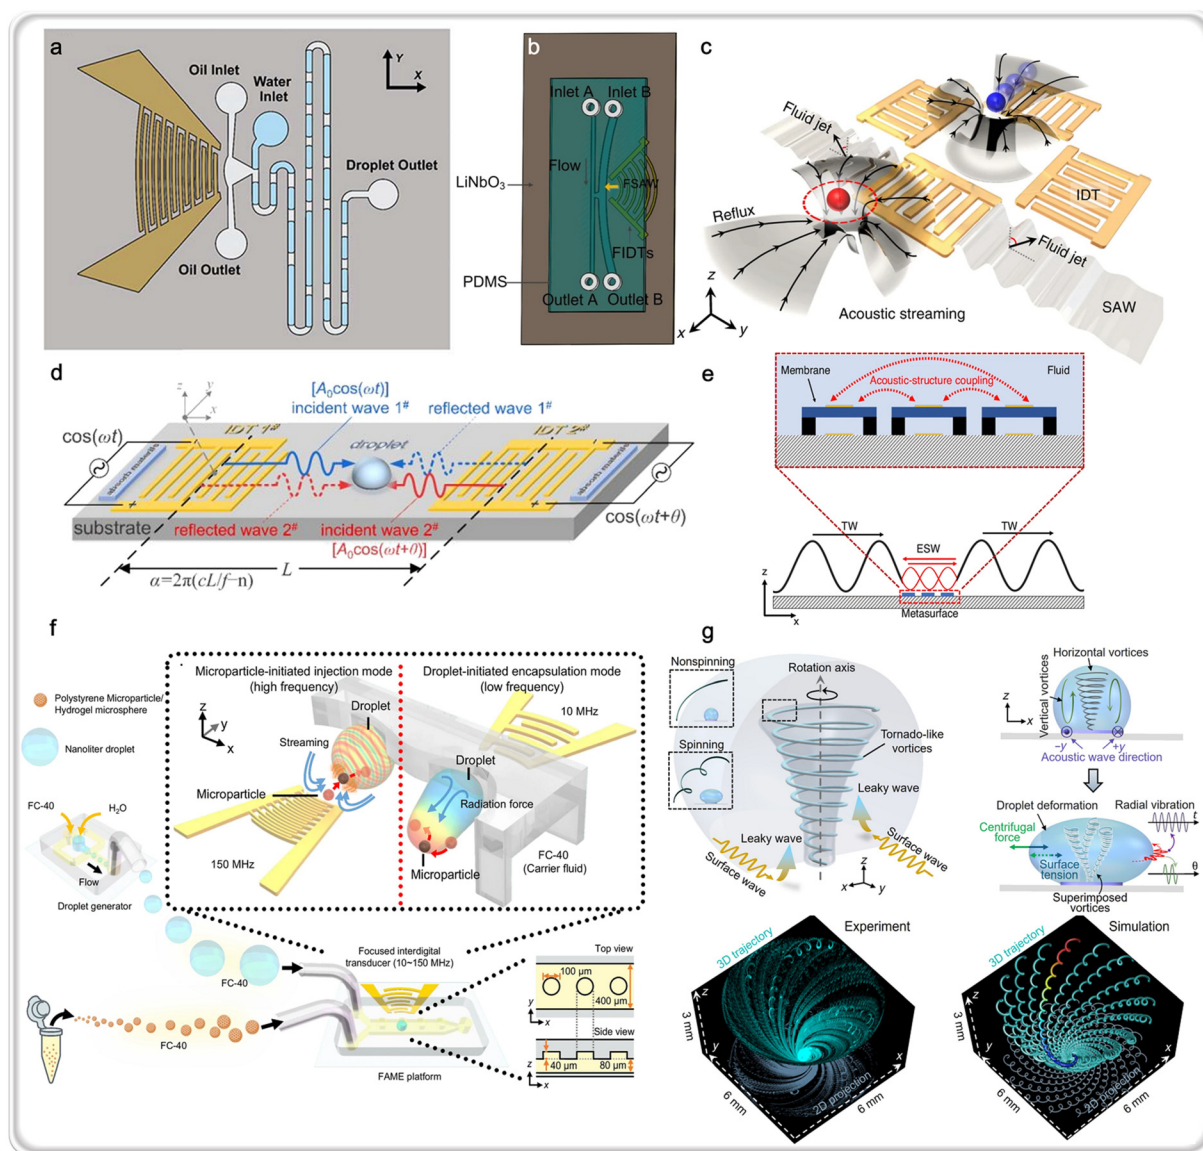 a
Oil Inlet
Water
Inlet
Y
X
Droplet Outlet
Oil Outlet
b
Inlet A
Inlet B
Flow
FSAW
LiNbO3
FIDTs
PDMS
Outlet A
Outlet B
c
Fluid jet
IDT
Reflux
Fluid jet
SAW
z
x
y
Acoustic streaming
d
z
y
x
[A0cos(ωt)]
incident wave 1#
reflected wave 1#
cos(ωt)
IDT 1#
droplet
IDT 2#
absorb materials
absorb materials
substrate
reflected wave 2#
incident wave 2#
[A0cos(ωt+θ)]
cos(ωt+θ)
L
α=2π(cL/f−n)
e
Membrane
Fluid
Acoustic-structure coupling
TW
ESW
TW
z
x
Metasurface
f
Polystyrene Microparticle/
Hydrogel microsphere
Nanoliter droplet
FC-40
H2O
Flow
Droplet generator
Microparticle-initiated injection mode
(high frequency)
Droplet-initiated encapsulation mode
(low frequency)
z
y
x
Droplet
Streaming
Microparticle
150 MHz
10 MHz
Droplet
Radiation force
Microparticle
FC-40
(Carrier fluid)
FC-40
Focused interdigital
transducer (10~150 MHz)
FC-40
FAME platform
Top view
100 μm
400 μm
y
x
Side view
40 μm
80 μm
z
x
g
Nonspinning
Spinning
Rotation axis
Tornado-like
vortices
Leaky wave
Leaky wave
Surface wave
Surface wave
z
x
y
Horizontal vortices
Vertical vortices
z
x
−y
+y
Acoustic wave direction
Droplet deformation
Radial vibration
t
Centrifugal
force
Surface
tension
θ
Superimposed
vortices
Experiment
3D trajectory
z
3 mm
y
x
2D projection
6 mm
6 mm
Simulation
3D trajectory
z
3 mm
y
x
2D projection
6 mm
6 mm